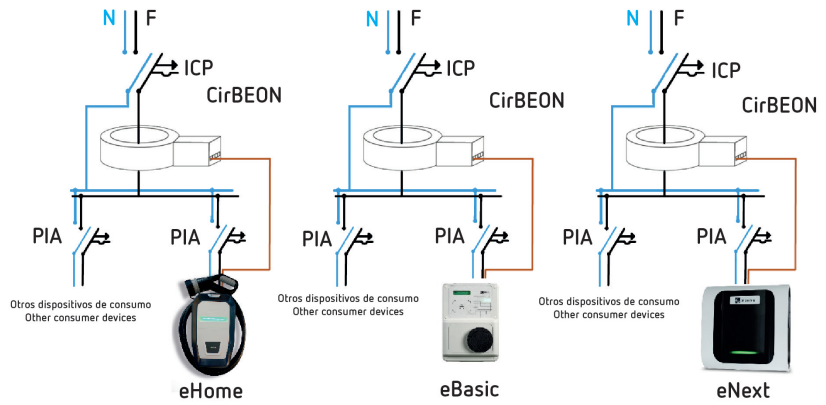 N F
ICP
CirBEON
PIA
PIA
Otros dispositivos de consumo
Other consumer devices
eHome
N F
ICP
CirBEON
PIA
PIA
Otros dispositivos de consumo
Other consumer devices
eBasic
N F
ICP
CirBEON
PIA
PIA
Otros dispositivos de consumo
Other consumer devices
eNext